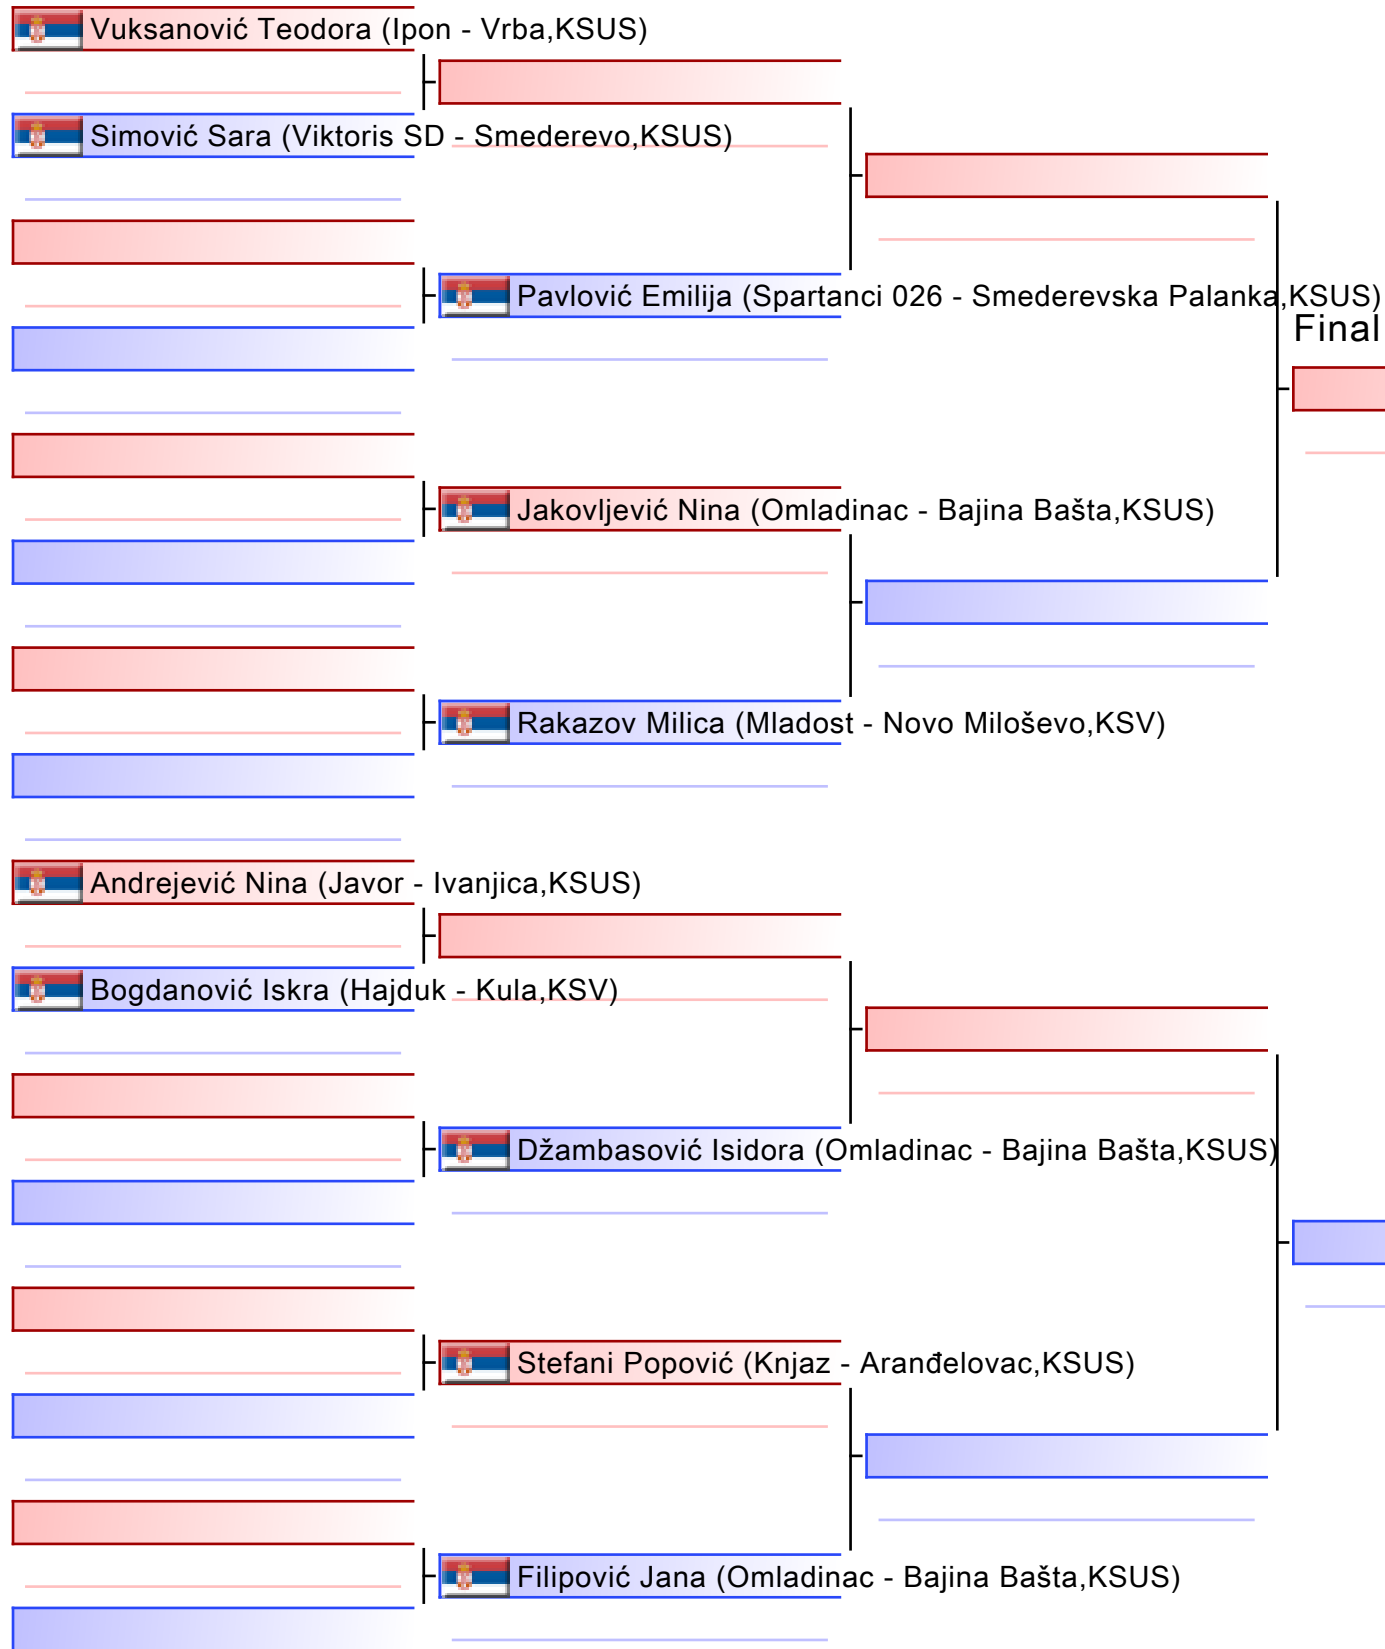 Vuksanović Teodora (Ipon - Vrba,KSUS)
Simović Sara (Viktoris SD - Smederevo,KSUS)
Pavlović Emilija (Spartanci 026 - Smederevska Palanka,KSUS)
Final
Jakovljević Nina (Omladinac - Bajina Bašta,KSUS)
Rakazov Milica (Mladost - Novo Miloševo,KSV)
Andrejević Nina (Javor - Ivanjica,KSUS)
Bogdanović Iskra (Hajduk - Kula,KSV)
Džambasović Isidora (Omladinac - Bajina Bašta,KSUS)
Stefani Popović (Knjaz - Aranđelovac,KSUS)
Filipović Jana (Omladinac - Bajina Bašta,KSUS)